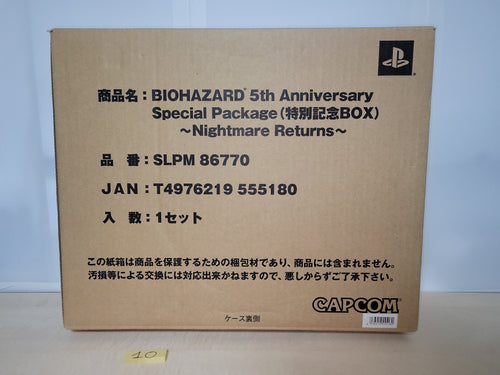 商品名：BIOHAZARD® 5th Anniversary
Special Package（特別記念BOX）
～Nightmare Returns～
品　番：SLPM 86770
JAN：T4976219 555180
入　数：1セット
この紙箱は商品を保護するための梱包材であり、商品には含まれません。
汚損等による交換には対応出来かねますので、悪しからずご了承下さい。
CAPCOM®
ケース裏側
10